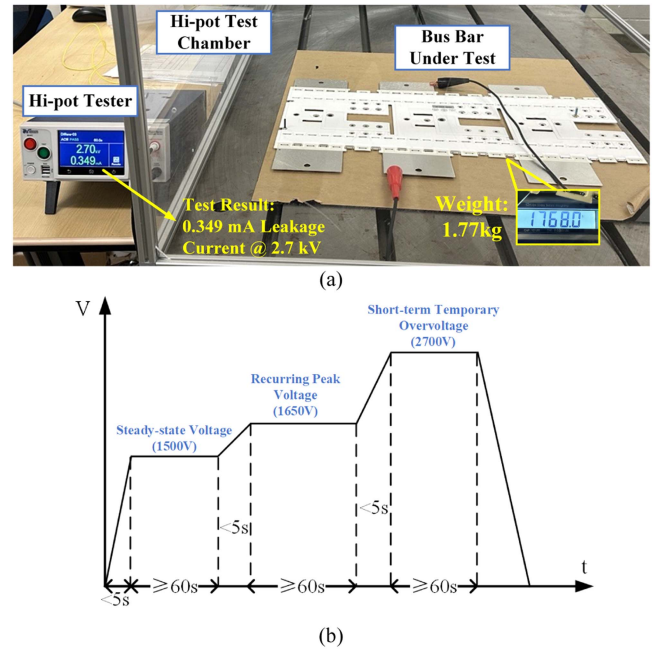 Hi-pot Test
Chamber
Bus Bar
Under Test
Hi-pot Tester
2.70
0.349
Test Result:
0.349 mA Leakage
Current @ 2.7 kV
Weight:
1.77kg
1768.0
(a)
V
Short-term Temporary
Overvoltage
(2700V)
Recurring Peak
Voltage
(1650V)
Steady-state Voltage
(1500V)
<5s
<5s
t
≥60s
≥60s
≥60s
<5s
(b)